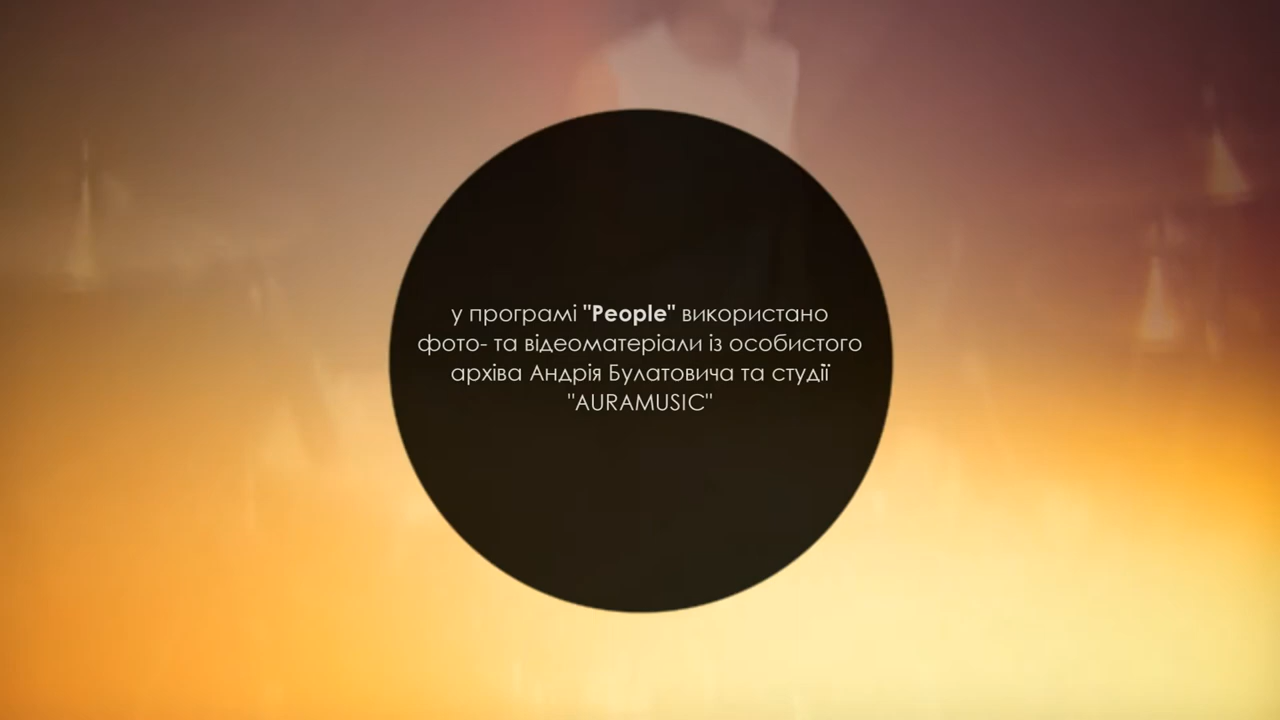 у програмі "People" використано
фото- та відеоматеріали із особистого
архіва Андрія Булатовича та студії
"AURAMUSIC"